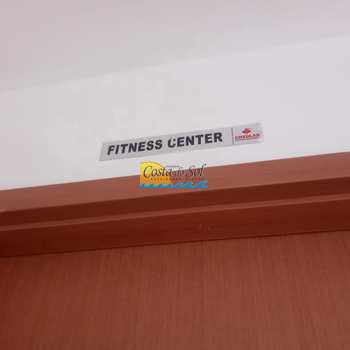 FITNESS CENTER
Costa do Sol